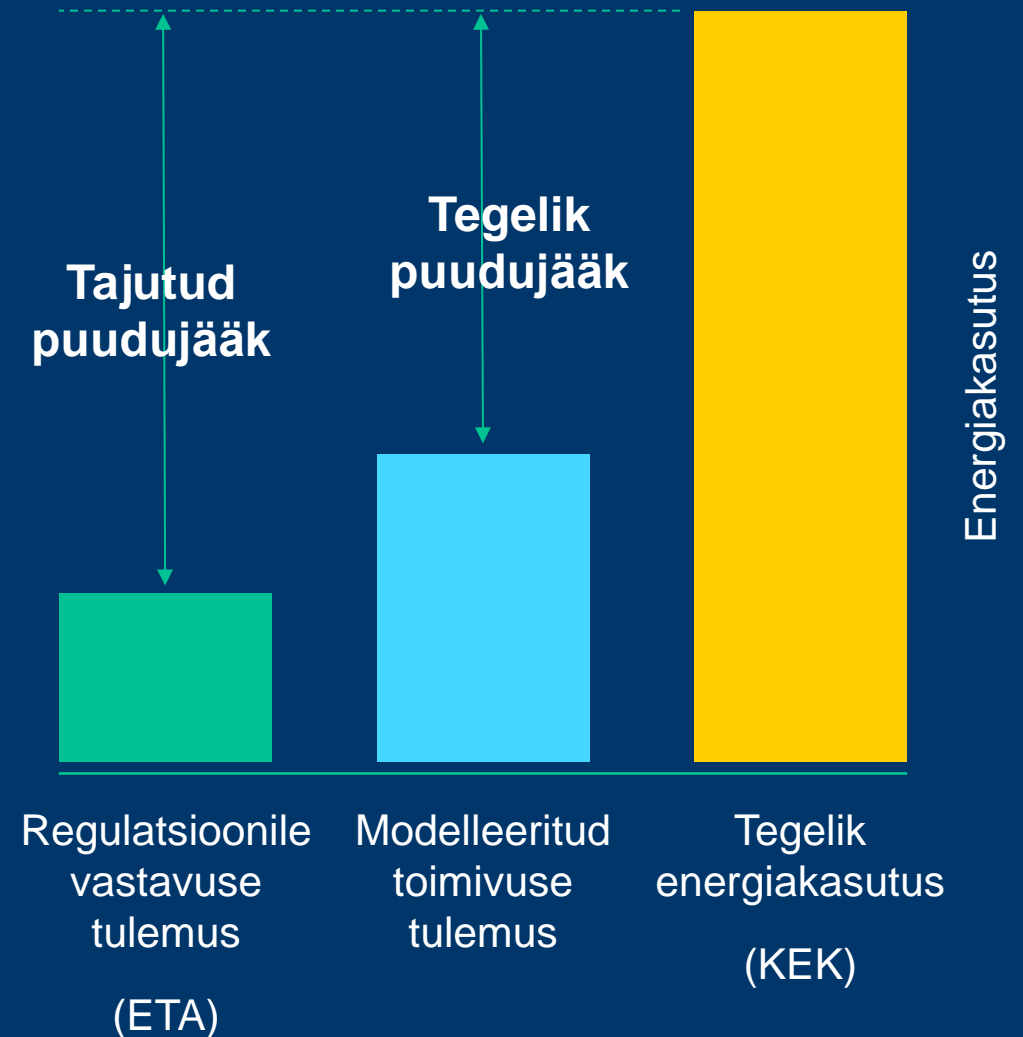 Tajutud
puudujääk
Tegelik
puudujääk
Energiakasutus
Regulatsioonile
vastavuse
tulemus
(ETA)
Modelleeritud
toimivuse
tulemus
Tegelik
energiakasutus
(KEK)